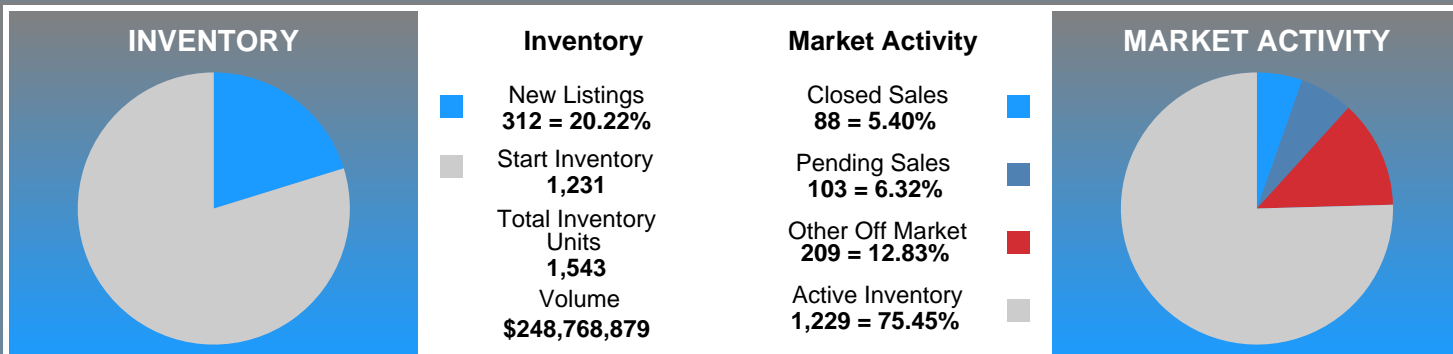 INVENTORY
Inventory
New Listings
312 = 20.22%
Start Inventory
1,231
Total Inventory
Units
1,543
Volume
$248,768,879
Market Activity
Closed Sales
88 = 5.40%
Pending Sales
103 = 6.32%
Other Off Market
209 = 12.83%
Active Inventory
1,229 = 75.45%
MARKET ACTIVITY